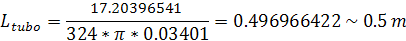 L_tubo = 17.20396541 / (324 * π * 0.03401) = 0.496966422 ~ 0.5 m